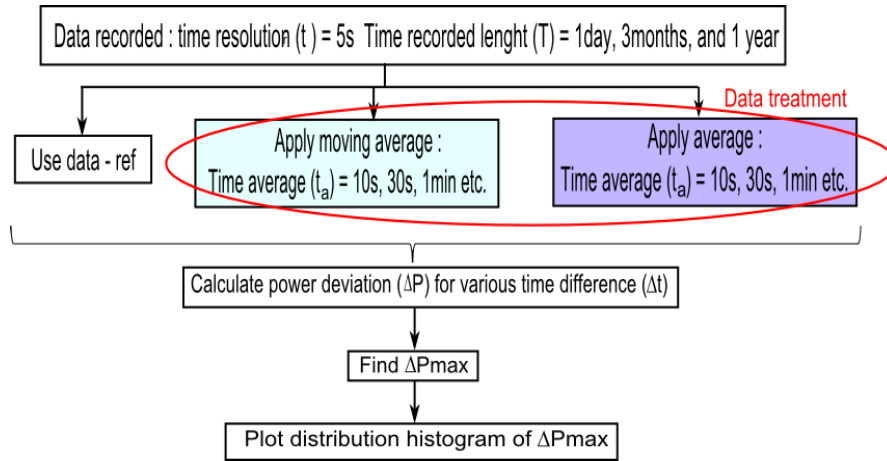 Data recorded : time resolution (t ) = 5s Time recorded lenght (T) = 1day, 3months, and 1 year
Data treatment
Use data - ref
Apply moving average :
Time average (ta) = 10s, 30s, 1min etc.
Apply average :
Time average (ta) = 10s, 30s, 1min etc.
Calculate power deviation (ΔP) for various time difference (Δt)
Find ΔPmax
Plot distribution histogram of ΔPmax